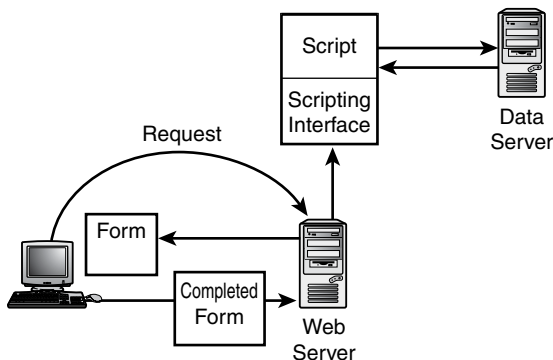 Script
Scripting
Interface
Data
Server
Request
Form
Completed
Form
Web
Server